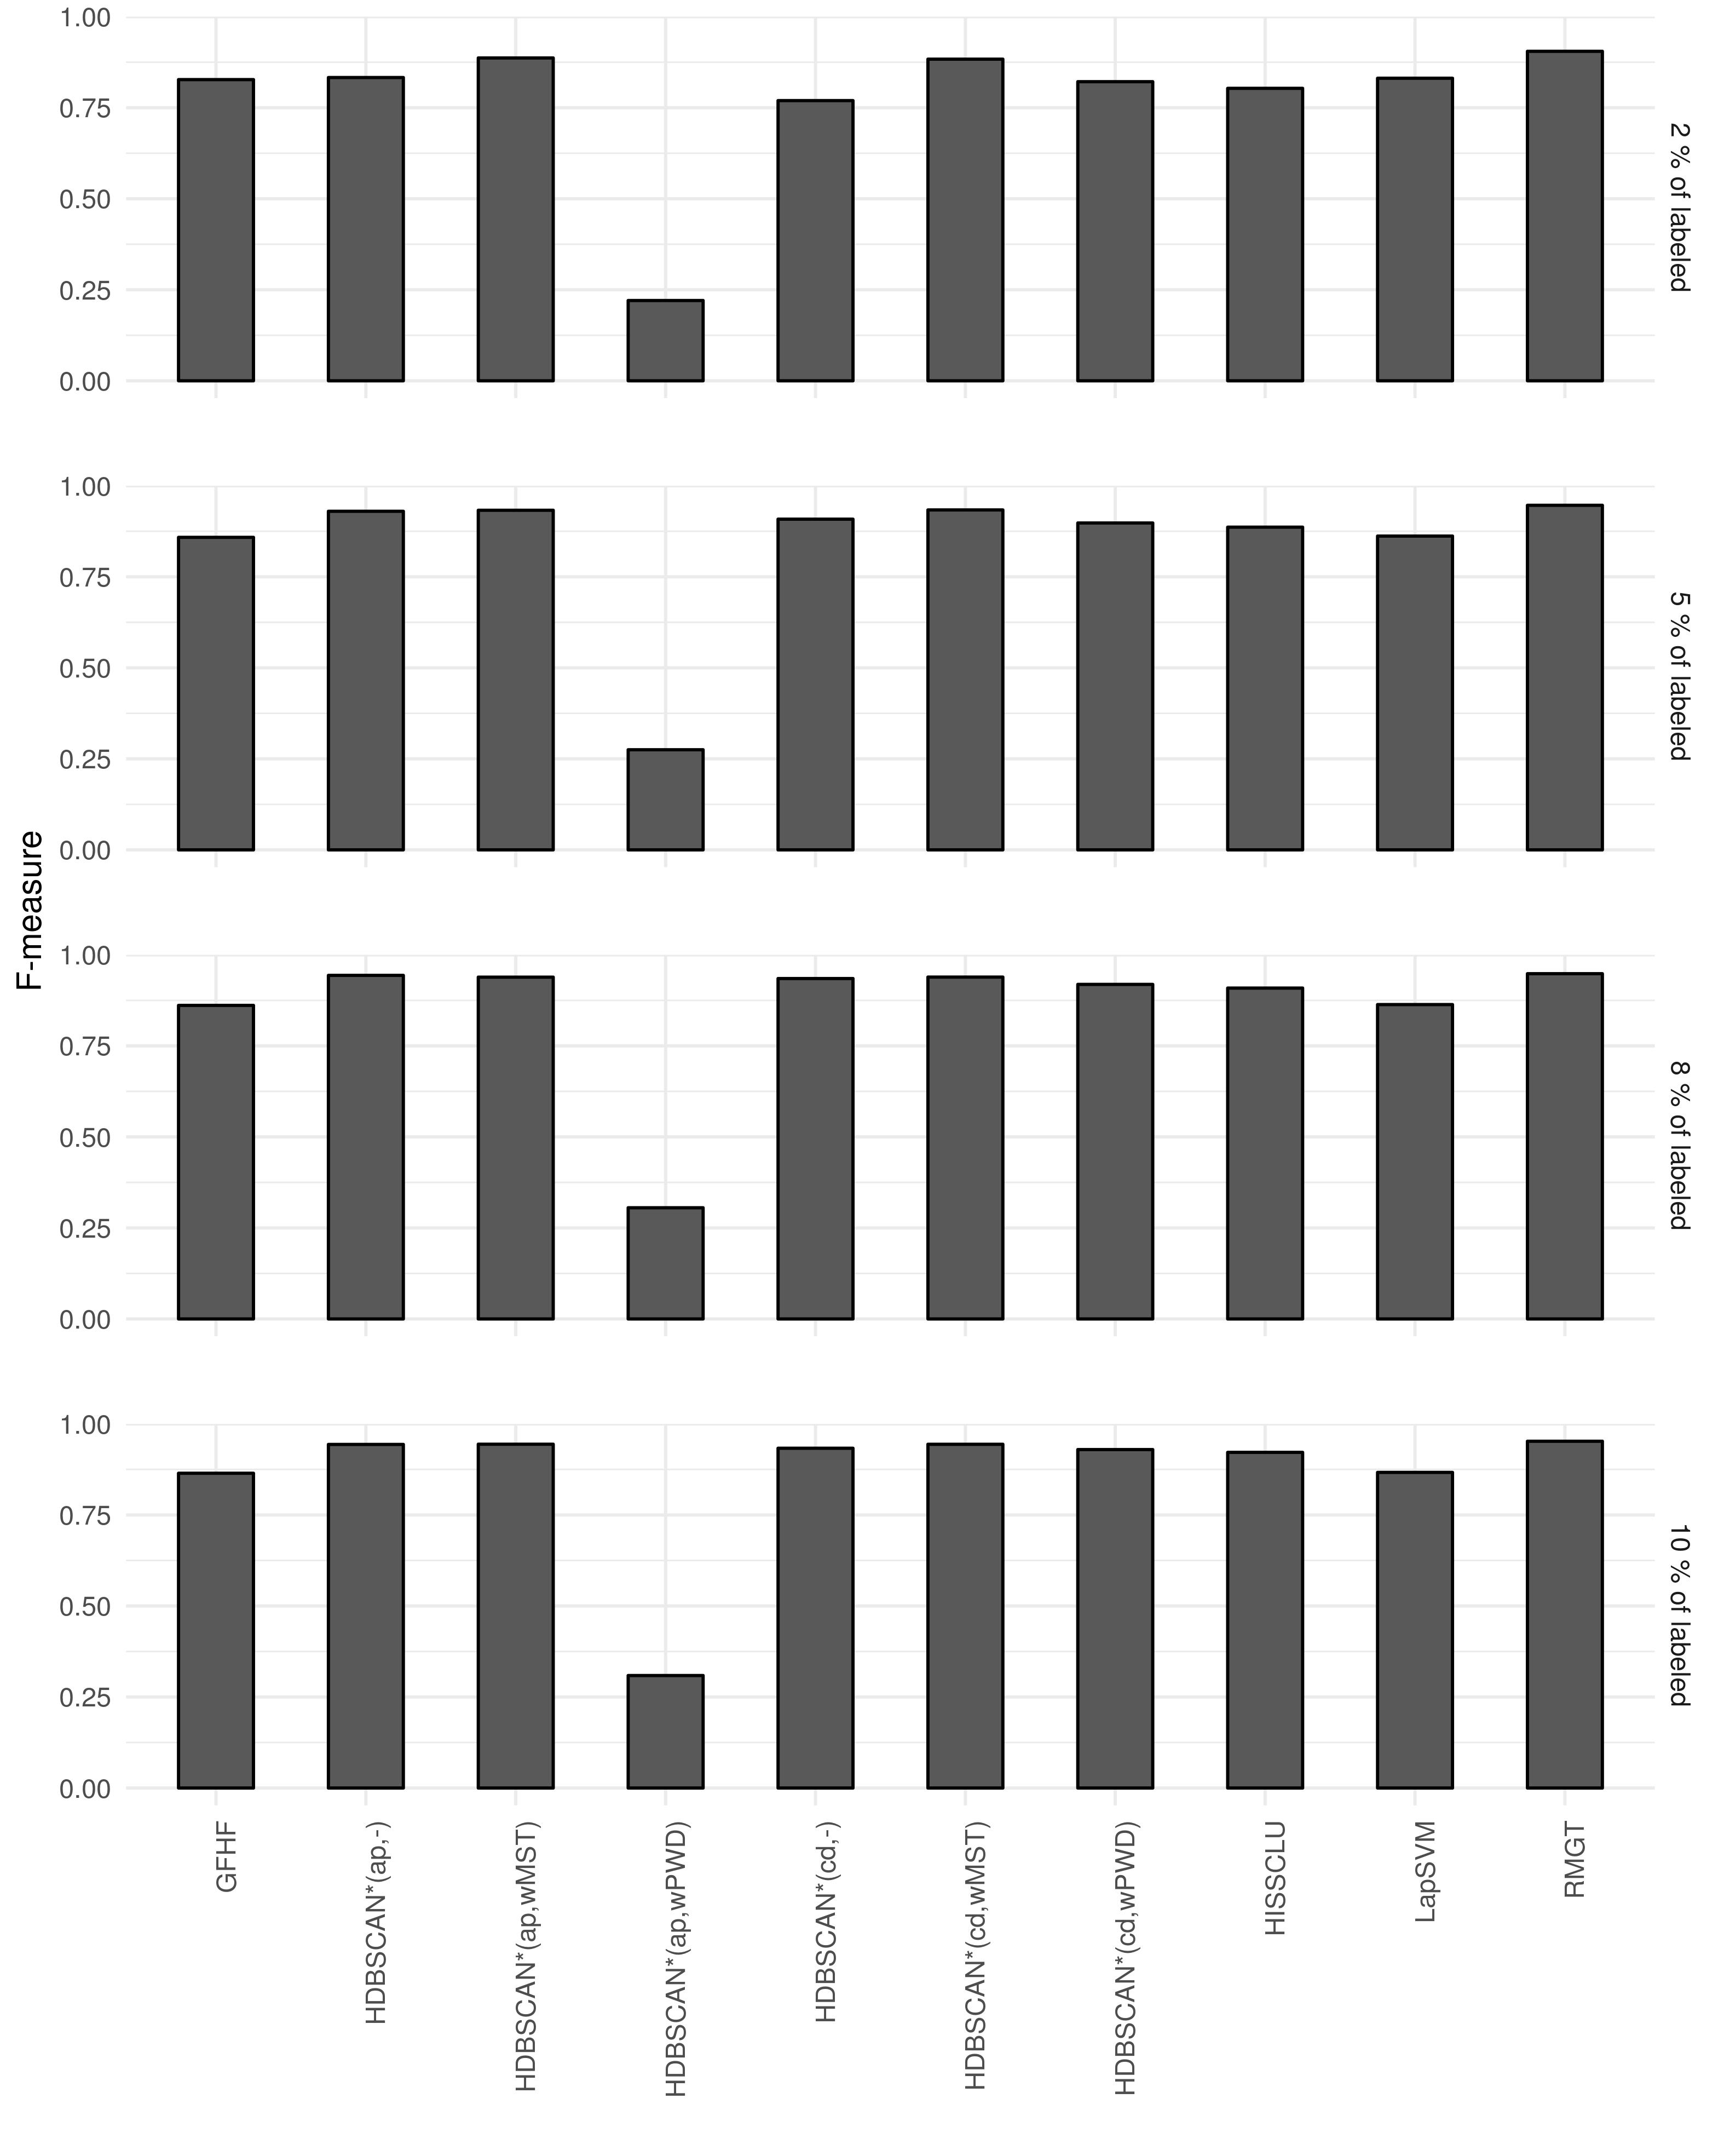 F-measure
1.00
0.75
0.50
0.25
0.00
2 % of labeled
1.00
0.75
0.50
0.25
0.00
5 % of labeled
1.00
0.75
0.50
0.25
0.00
8 % of labeled
1.00
0.75
0.50
0.25
0.00
10 % of labeled
GFHF
HDBSCAN*(ap,-)
HDBSCAN*(ap,wMST)
HDBSCAN*(ap,wPWD)
HDBSCAN*(cd,-)
HDBSCAN*(cd,wMST)
HDBSCAN*(cd,wPWD)
HISSCLU
LapSVM
RMGT